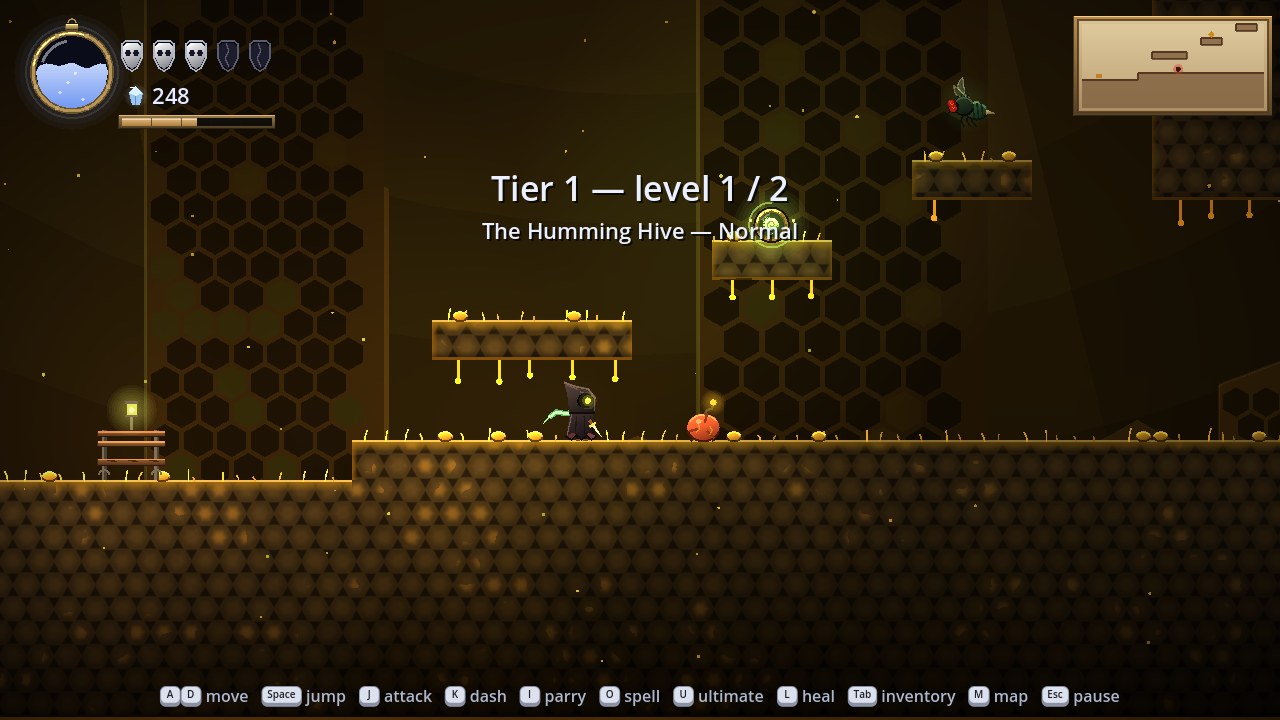 248
Tier 1 — level 1 / 2
The Humming Hive — Normal
A D move Space jump J attack K dash I parry O spell U ultimate L heal Tab inventory M map Esc pause